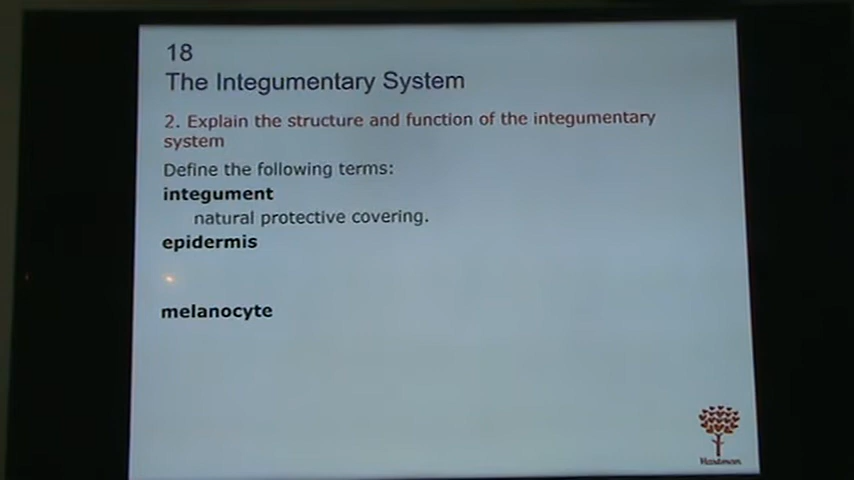 18
The Integumentary System
2. Explain the structure and function of the integumentary
system
Define the following terms:
integument
natural protective covering.
epidermis
melanocyte
Hartman